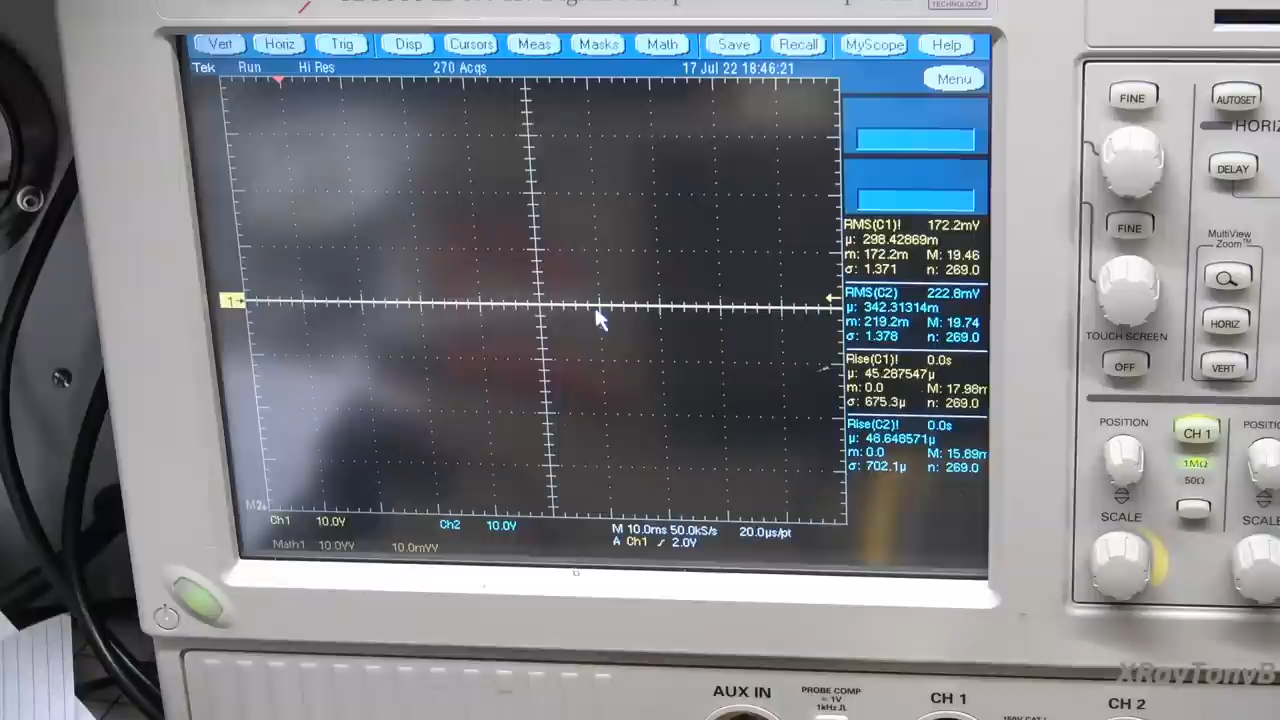 TECHNOLOGY
Vert Horiz Trig Disp Cursors Meas Masks Math Save Recall MyScope Help
Tek Run Hi Res 270 Acqs 17 Jul 22 18:46:21
Menu
1
RMS(C1)! 172.2mV
µ: 298.42869m
m: 172.2m M: 19.46
σ: 1.371 n: 269.0
RMS(C2) 222.8mV
µ: 342.31314m
m: 219.2m M: 19.74
σ: 1.378 n: 269.0
Rise(C1)! 0.0s
µ: 45.287547µ
m: 0.0 M: 17.98m
σ: 675.3µ n: 269.0
Rise(C2)! 0.0s
µ: 48.648571µ
m: 0.0 M: 15.89m
σ: 702.1µ n: 269.0
Ch1 10.0V Ch2 10.0V M 10.0ms 50.0kS/s 20.0µs/pt
A Ch1 2.0V
Math1 10.0VV 10.0mVV
FINE
AUTOSET
DELAY
FINE
MultiView
Zoom™
HORIZ
TOUCH SCREEN
OFF
VERT
POSITION
CH 1
1MΩ
50Ω
SCALE
AUX IN
PROBE COMP
≈ 1V
1kHz
CH 1
CH 2
XRayTonyB